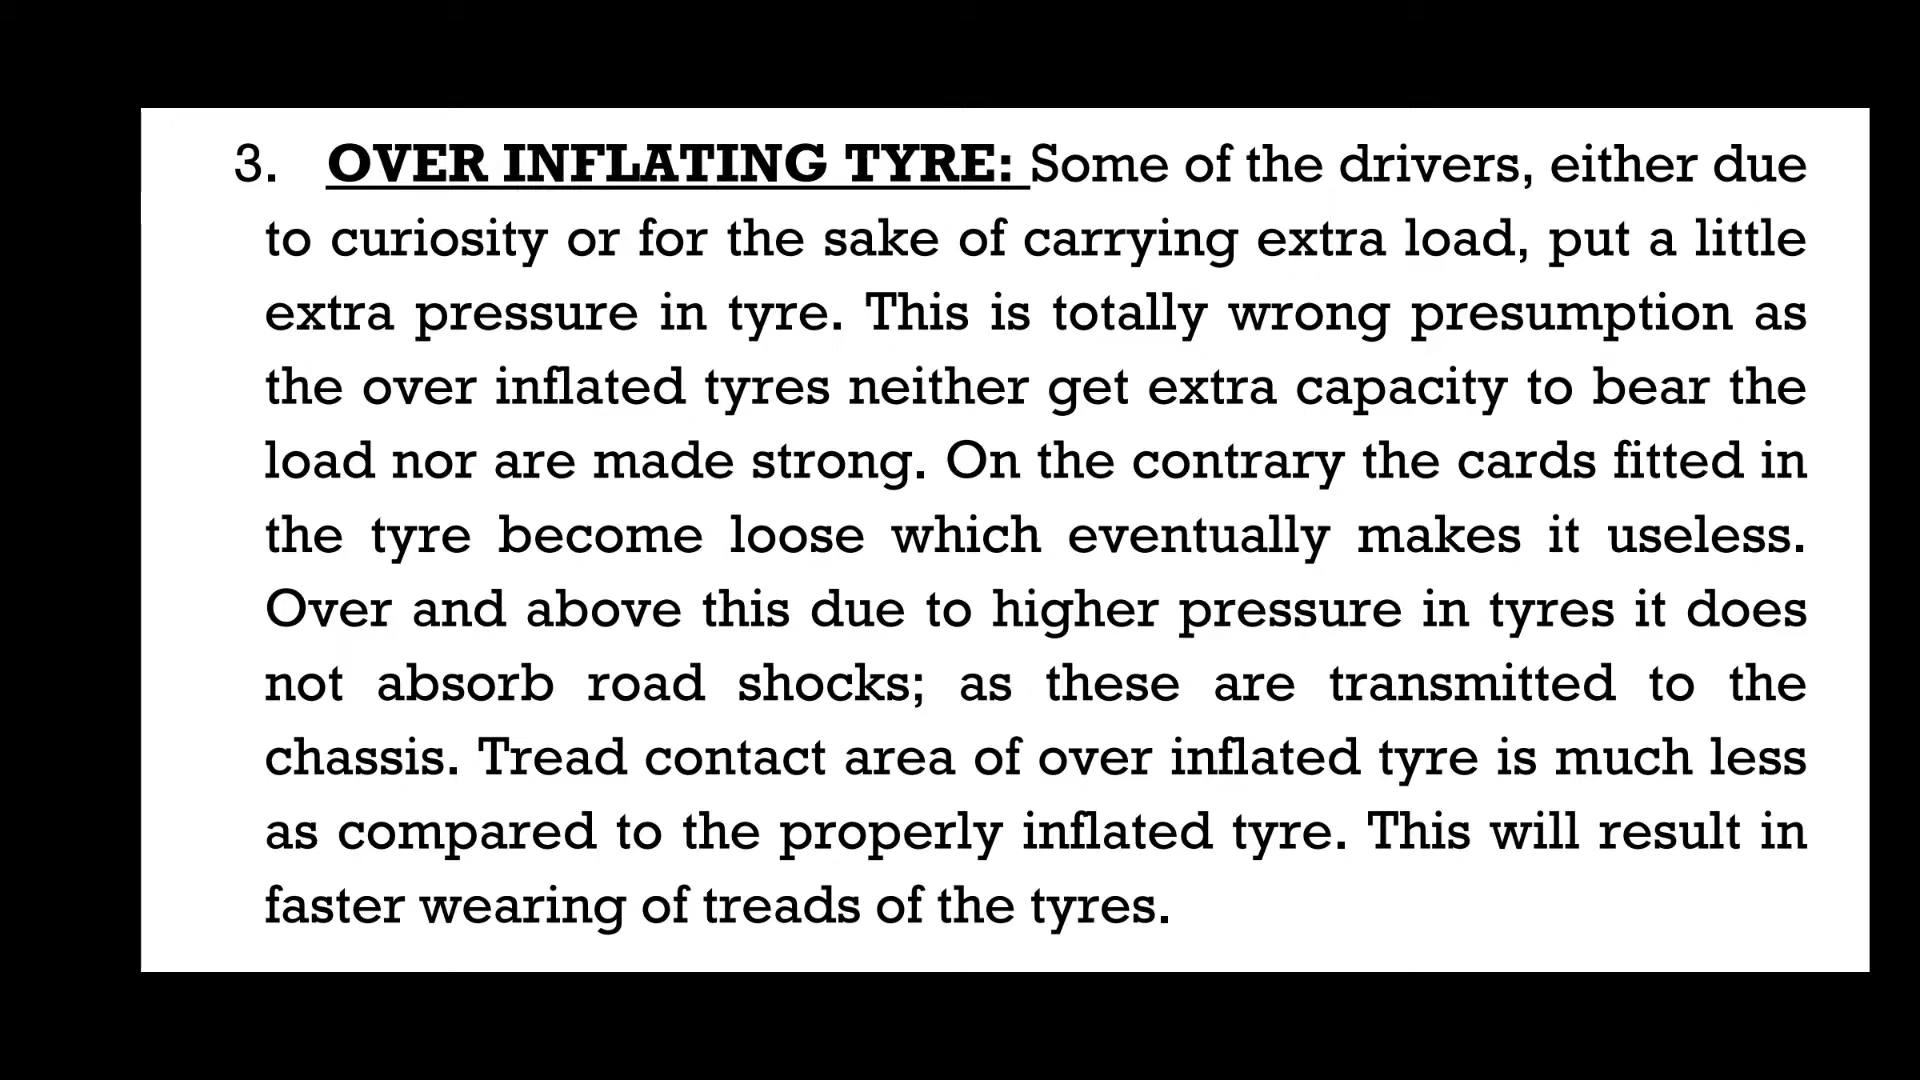 3. OVER INFLATING TYRE: Some of the drivers, either due
to curiosity or for the sake of carrying extra load, put a little
extra pressure in tyre. This is totally wrong presumption as
the over inflated tyres neither get extra capacity to bear the
load nor are made strong. On the contrary the cards fitted in
the tyre become loose which eventually makes it useless.
Over and above this due to higher pressure in tyres it does
not absorb road shocks; as these are transmitted to the
chassis. Tread contact area of over inflated tyre is much less
as compared to the properly inflated tyre. This will result in
faster wearing of treads of the tyres.